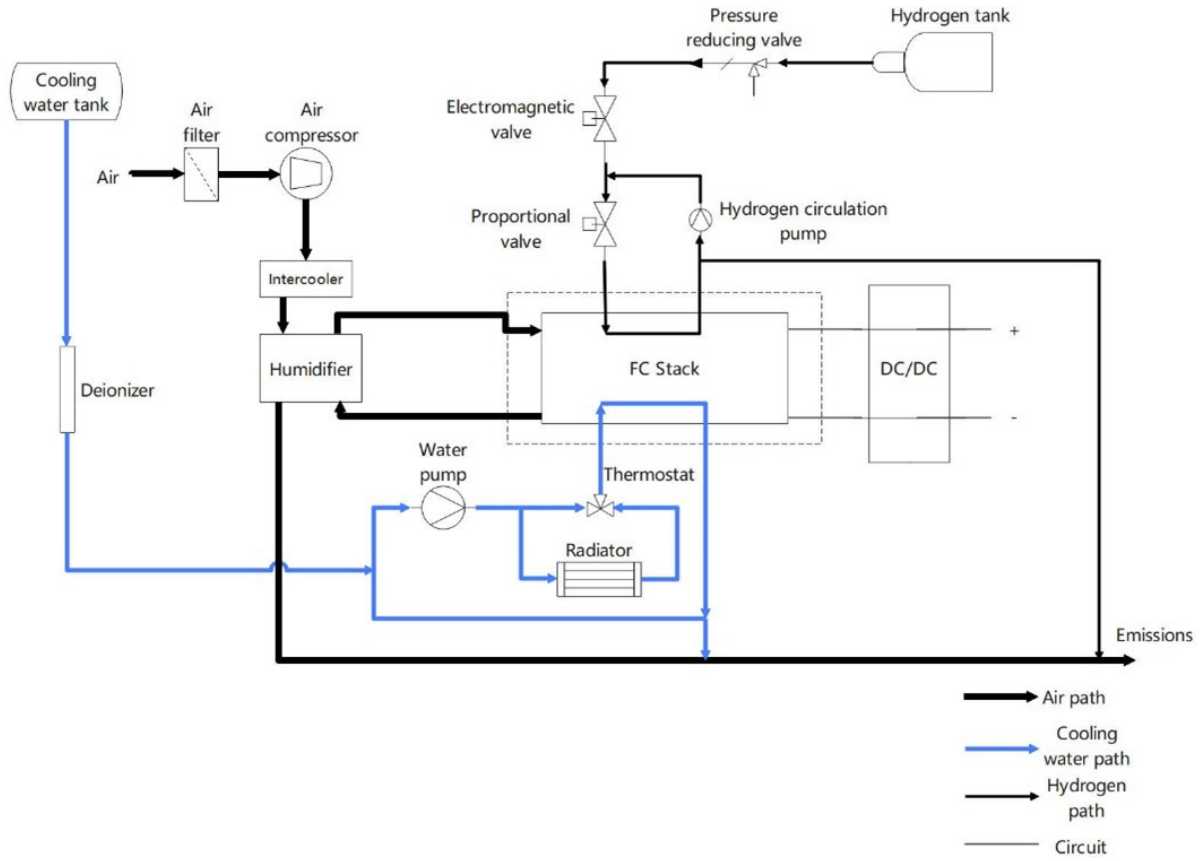 Pressure
reducing valve
Hydrogen tank
Cooling
water tank
Air
filter
Air
compressor
Electromagnetic
valve
Air
Proportional
valve
Hydrogen circulation
pump
Intercooler
Humidifier
FC Stack
DC/DC
+
-
Deionizer
Water
pump
Thermostat
Radiator
Emissions
Air path
Cooling
water path
Hydrogen
path
Circuit